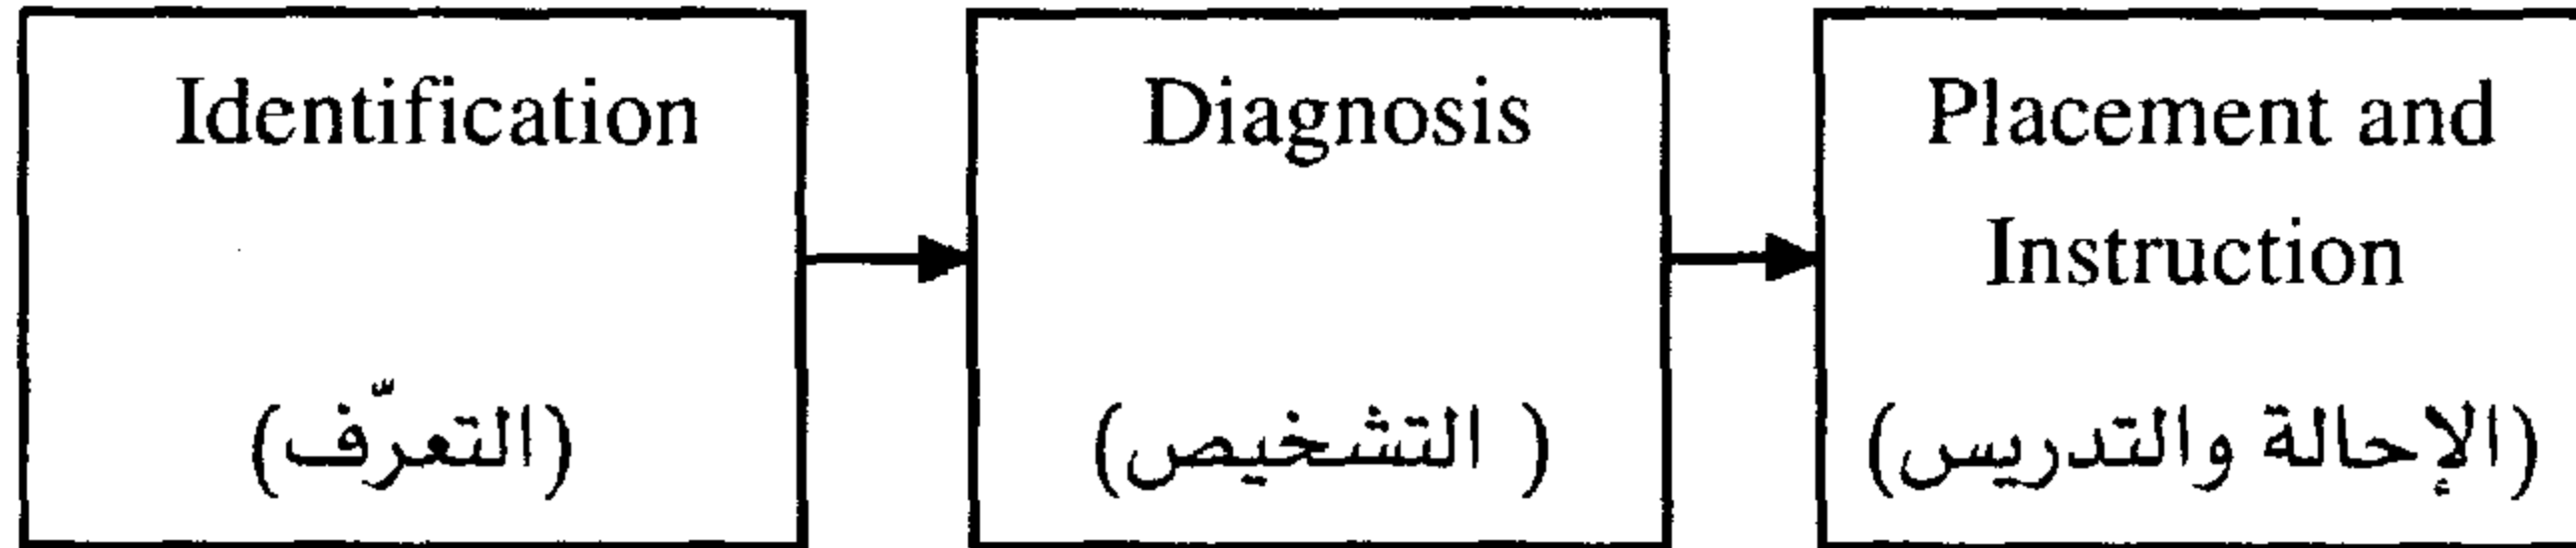 Identification
(التعرّف)
Diagnosis
( التشخيص)
Placement and
Instruction
(الإحالة والتدريس)